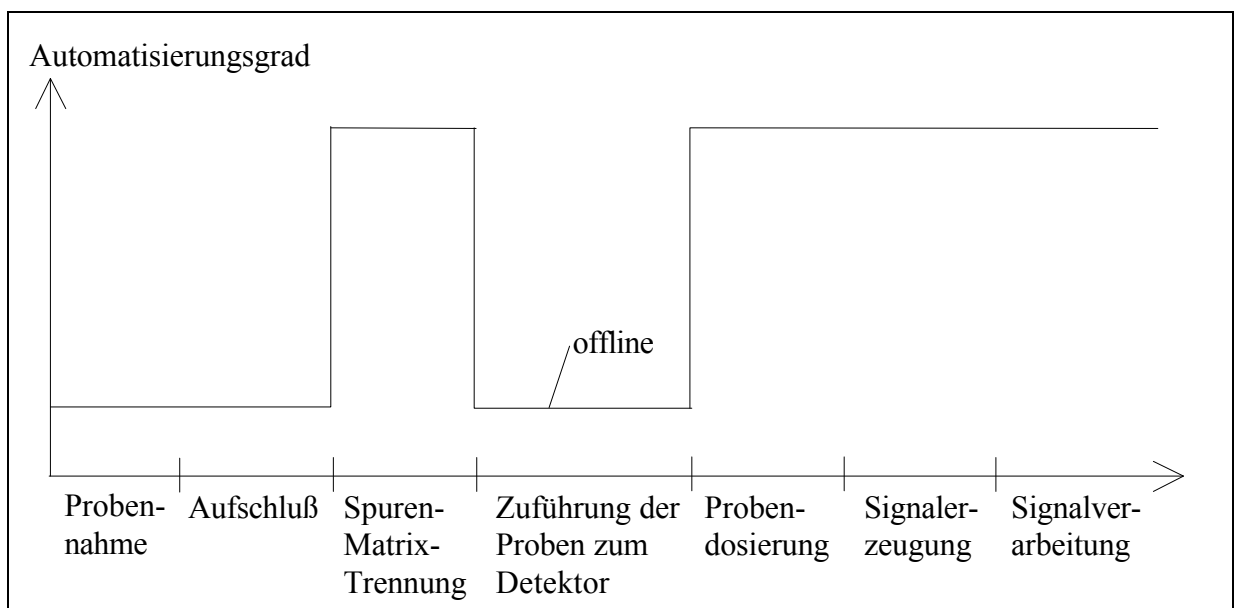 Automatisierungsgrad
offline
Proben-
nahme
Aufschluß
Spuren-
Matrix-
Trennung
Zuführung der
Proben zum
Detektor
Proben-
dosierung
Signaler-
zeugung
Signalver-
arbeitung